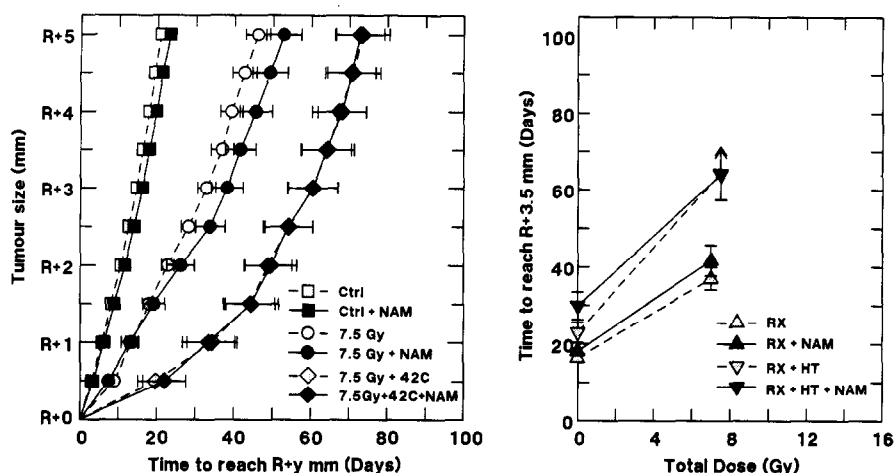 Tumour size (mm)
R+5
R+4
R+3
R+2
R+1
R+0
0
20
40
60
80
100
Time to reach R+y mm (Days)
Ctrl
Ctrl + NAM
7.5 Gy
7.5 Gy + NAM
7.5 Gy + 42C
7.5Gy+42C+NAM
Time to reach R+3.5 mm (Days)
100
80
60
40
20
0
0
4
8
12
16
Total Dose (Gy)
RX
RX + NAM
RX + HT
RX + HT + NAM